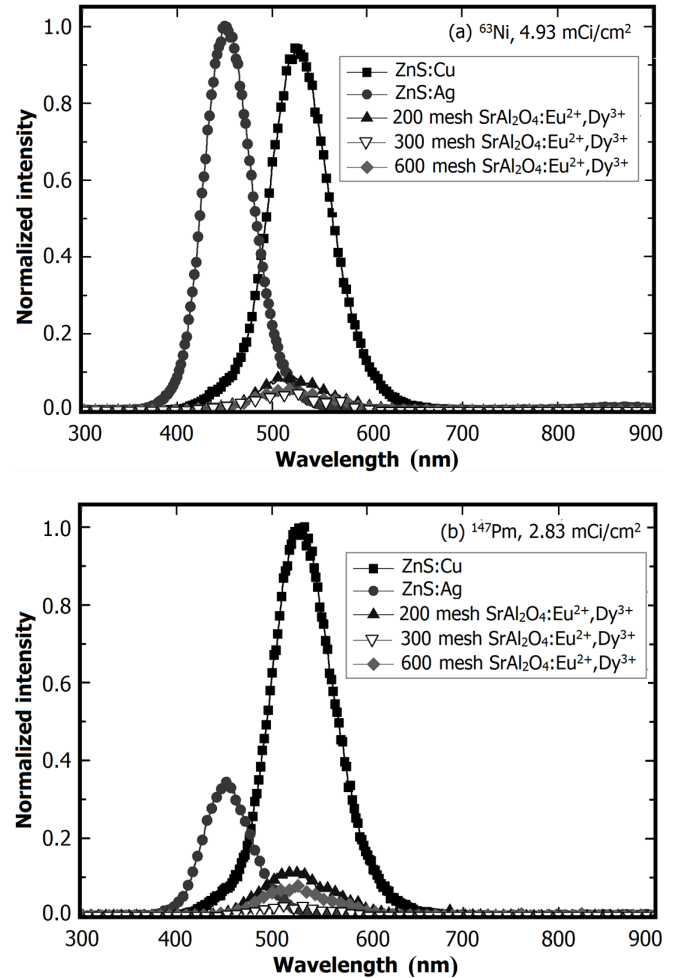 (a) ⁶³Ni, 4.93 mCi/cm²
ZnS:Cu
ZnS:Ag
200 mesh SrAl₂O₄:Eu²⁺,Dy³⁺
300 mesh SrAl₂O₄:Eu²⁺,Dy³⁺
600 mesh SrAl₂O₄:Eu²⁺,Dy³⁺
Normalized intensity
1.0
0.8
0.6
0.4
0.2
0.0
300 400 500 600 700 800 900
Wavelength (nm)
(b) ¹⁴⁷Pm, 2.83 mCi/cm²
ZnS:Cu
ZnS:Ag
200 mesh SrAl₂O₄:Eu²⁺,Dy³⁺
300 mesh SrAl₂O₄:Eu²⁺,Dy³⁺
600 mesh SrAl₂O₄:Eu²⁺,Dy³⁺
Normalized intensity
1.0
0.8
0.6
0.4
0.2
0.0
300 400 500 600 700 800 900
Wavelength (nm)